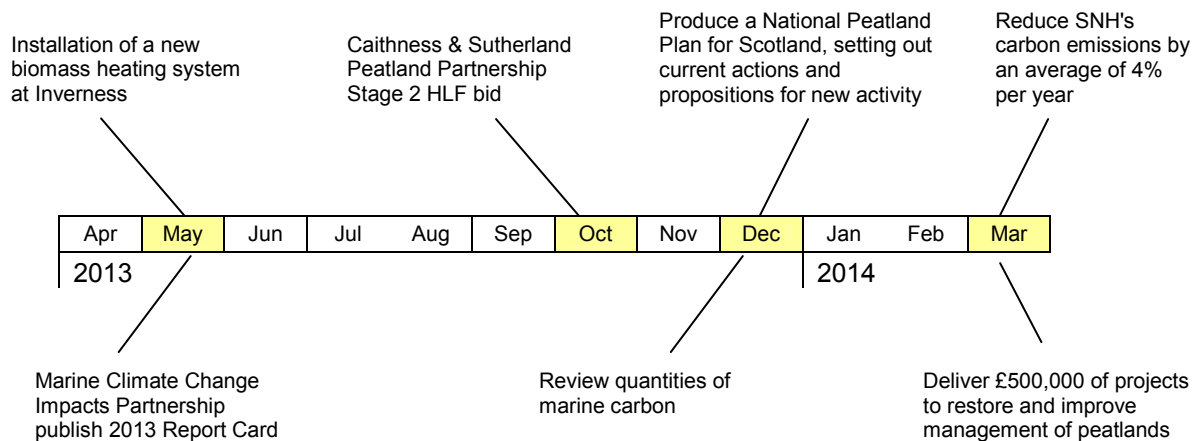 Installation of a new
biomass heating system
at Inverness
Caithness & Sutherland
Peatland Partnership
Stage 2 HLF bid
Produce a National Peatland
Plan for Scotland, setting out
current actions and
propositions for new activity
Reduce SNH's
carbon emissions by
an average of 4%
per year
Apr May Jun Jul Aug Sep Oct Nov Dec Jan Feb Mar
2013 2014
Marine Climate Change
Impacts Partnership
publish 2013 Report Card
Review quantities of
marine carbon
Deliver £500,000 of projects
to restore and improve
management of peatlands